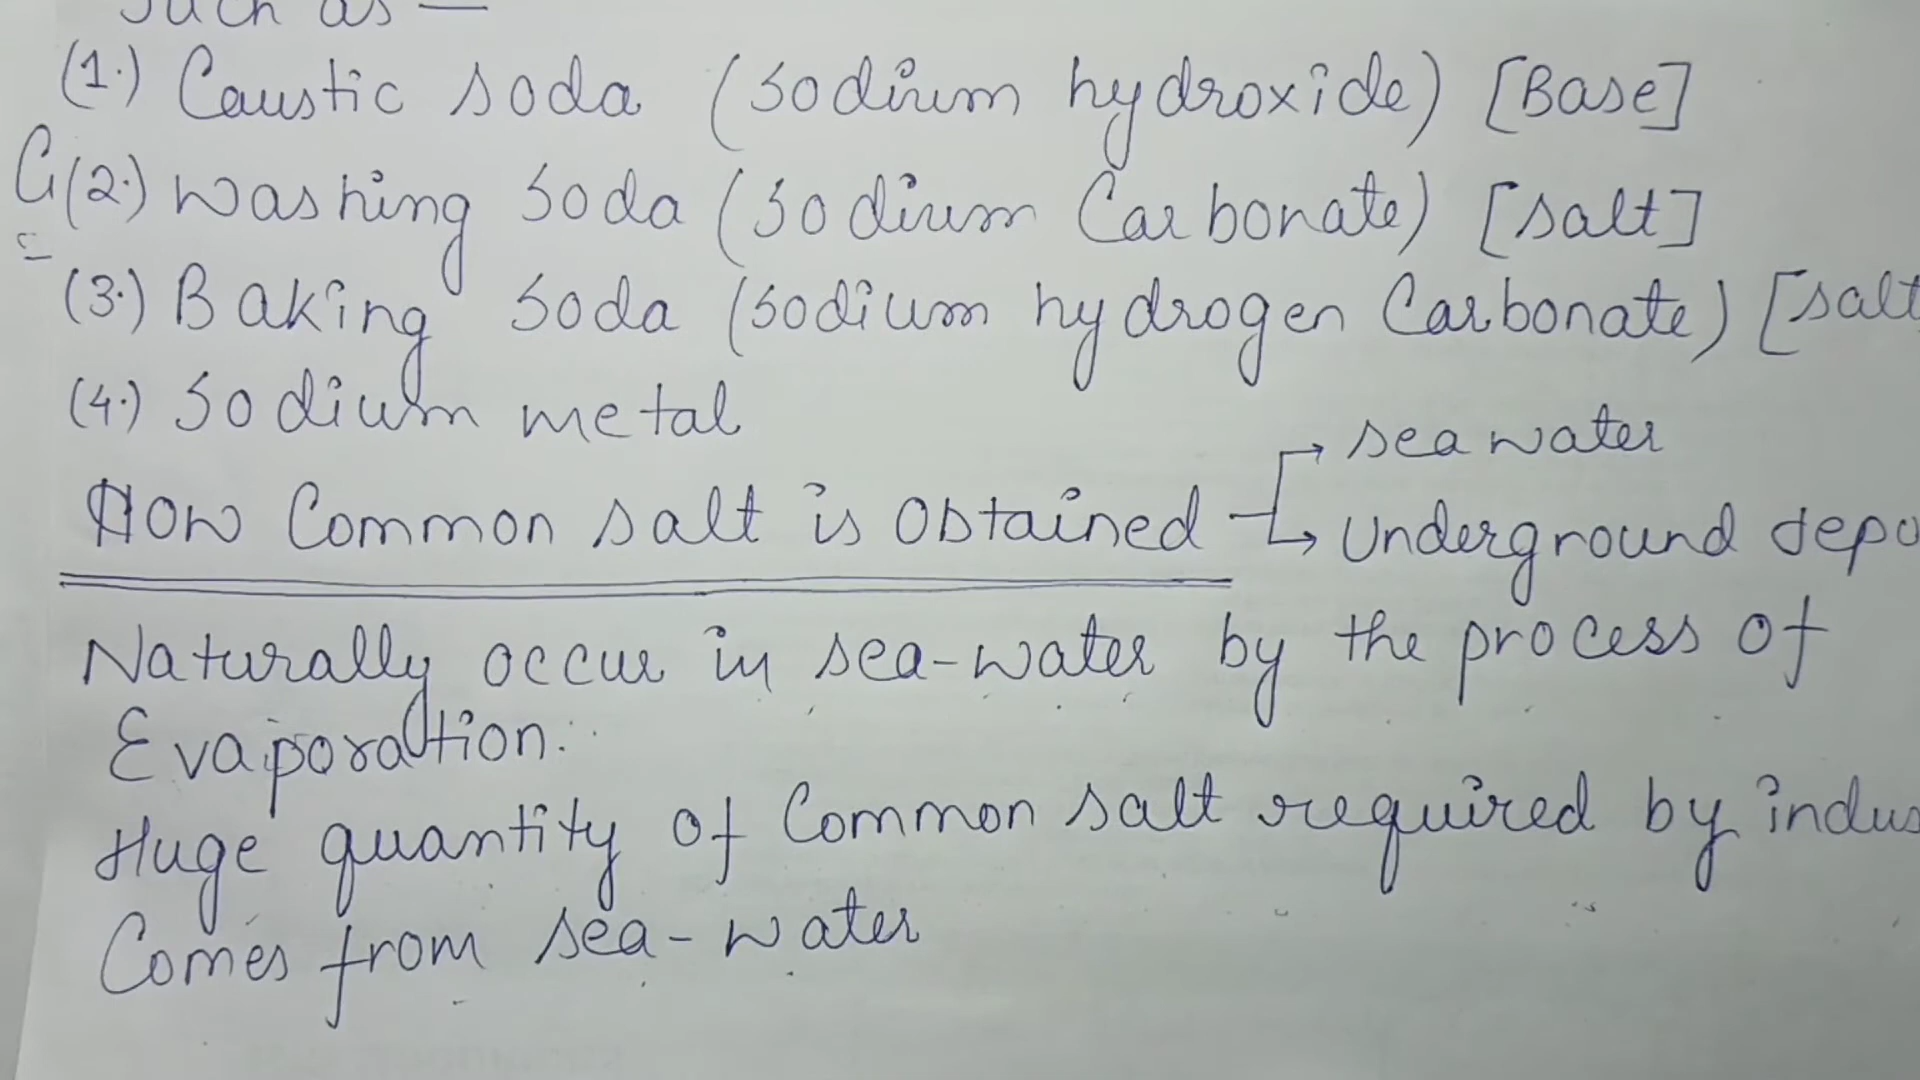 Such as —
(1.) Caustic soda (Sodium hydroxide) [Base]
(2.) Washing Soda (Sodium Carbonate) [salt]
(3.) Baking Soda (Sodium hydrogen Carbonate) [salt
(4.) Sodium metal
→ sea water
How Common salt is obtained → Underground depo
Naturally occur in sea-water by the process of
Evaporation.
Huge quantity of Common salt required by indus
Comes from sea-water